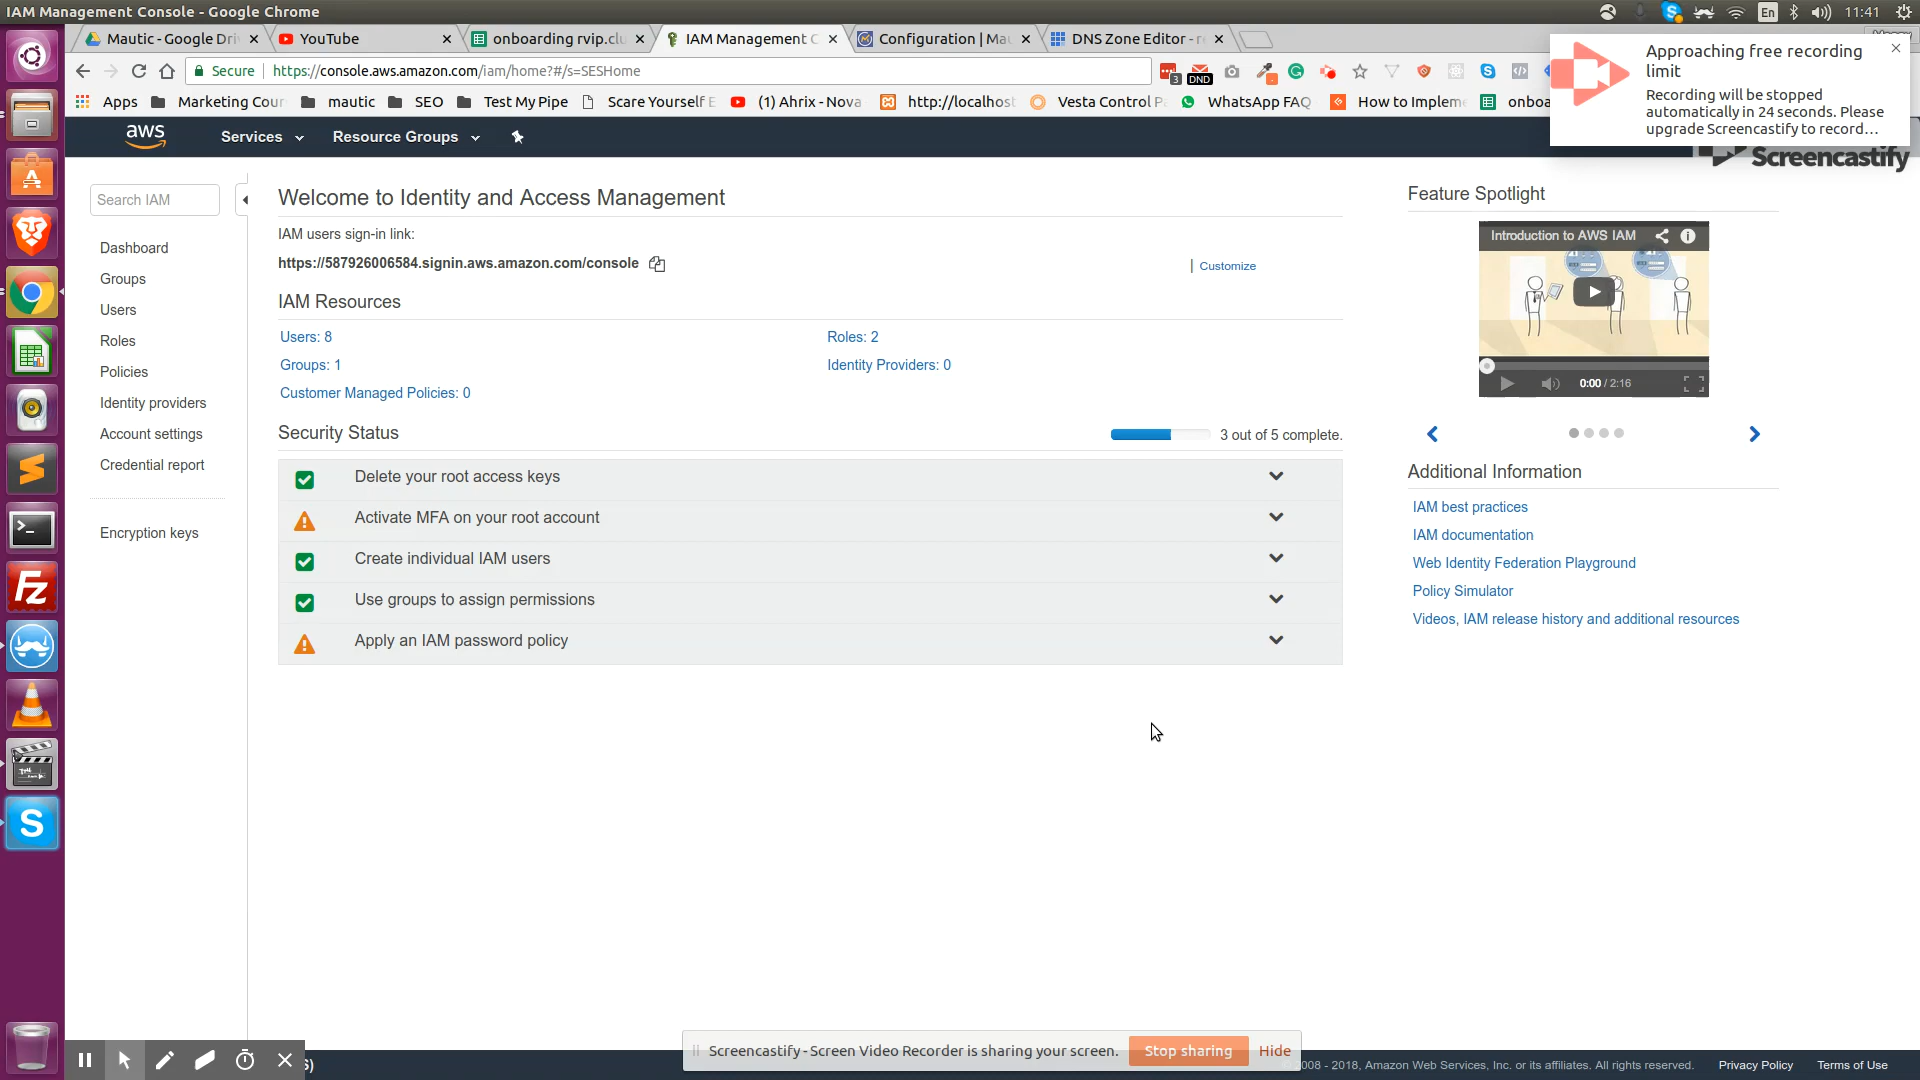 IAM Management Console - Google Chrome
En
11:41
Mautic - Google Dri
YouTube
onboarding rvip.clu
IAM Management C
Configuration | Mau
DNS Zone Editor - r
Secure
https://console.aws.amazon.com/iam/home?#/s=SESHome
3
DND
Apps
Marketing Cour
mautic
SEO
Test My Pipe
Scare Yourself E
(1) Ahrix - Nova
http://localhost
Vesta Control P
WhatsApp FAQ
How to Impleme
onboa
Approaching free recording
limit
Recording will be stopped
automatically in 24 seconds. Please
upgrade Screencastify to record...
Screencastify
aws
Services
Resource Groups
Search IAM
Dashboard
Groups
Users
Roles
Policies
Identity providers
Account settings
Credential report
Encryption keys
Welcome to Identity and Access Management
IAM users sign-in link:
https://587926006584.signin.aws.amazon.com/console
| Customize
IAM Resources
Users: 8
Roles: 2
Groups: 1
Identity Providers: 0
Customer Managed Policies: 0
Security Status
3 out of 5 complete.
Delete your root access keys
Activate MFA on your root account
Create individual IAM users
Use groups to assign permissions
Apply an IAM password policy
Feature Spotlight
Introduction to AWS IAM
0:00 / 2:16
Additional Information
IAM best practices
IAM documentation
Web Identity Federation Playground
Policy Simulator
Videos, IAM release history and additional resources
Screencastify - Screen Video Recorder is sharing your screen.
Stop sharing
Hide
008 - 2018, Amazon Web Services, Inc. or its affiliates. All rights reserved.
Privacy Policy
Terms of Use